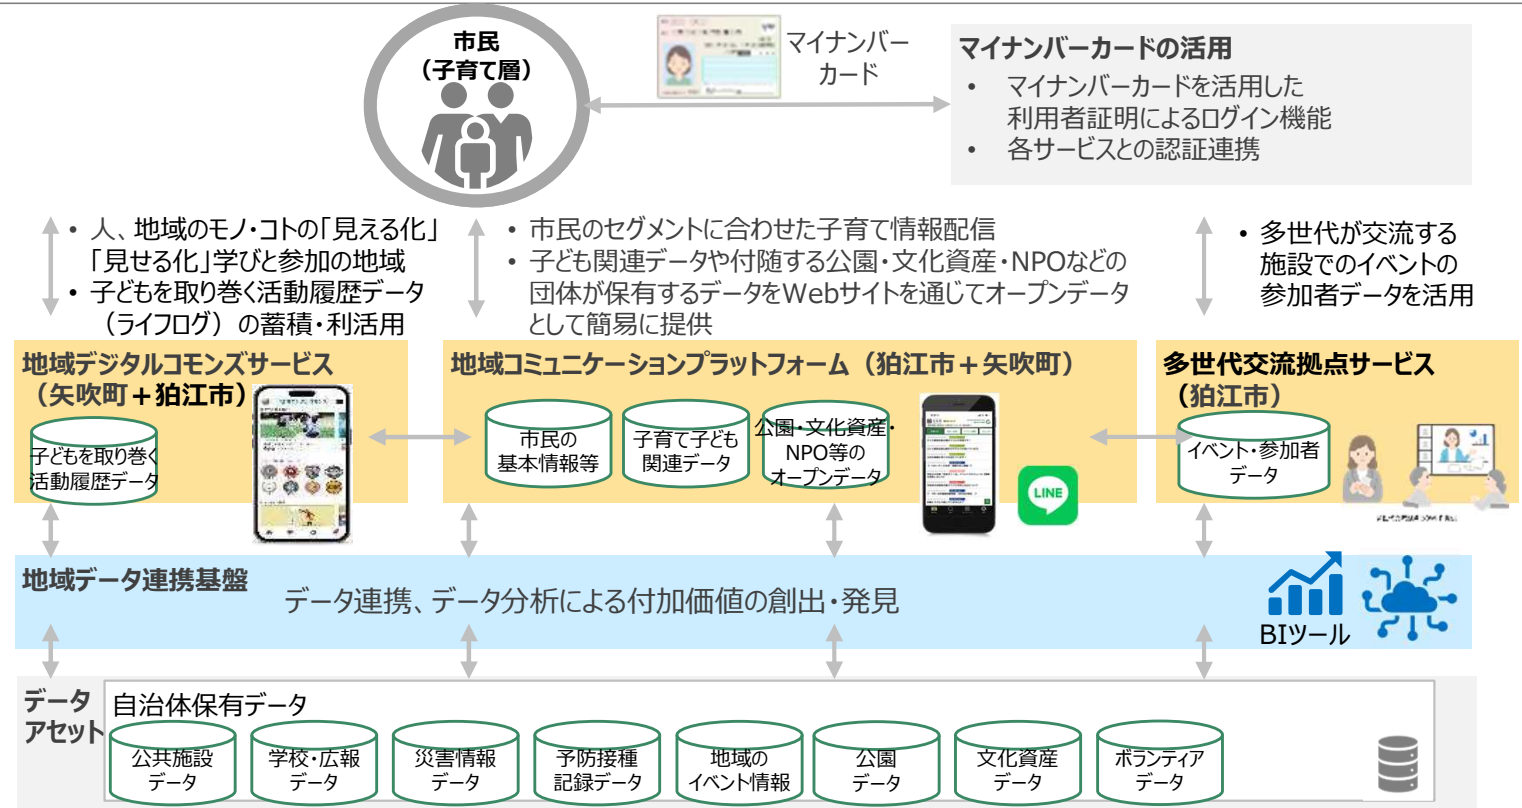 市民
（子育て層）
マイナンバー
カード
マイナンバーカードの活用
• マイナンバーカードを活用した
利用者証明によるログイン機能
• 各サービスとの認証連携
• 人、地域のモノ・コトの「見える化」
「見せる化」学びと参加の地域
• 子どもを取り巻く活動履歴データ
（ライフログ）の蓄積・利活用
• 市民のセグメントに合わせた子育て情報配信
• 子ども関連データや付随する公園・文化資産・NPOなどの
団体が保有するデータをWebサイトを通じてオープンデータ
として簡易に提供
• 多世代が交流する
施設でのイベントの
参加者データを活用
地域デジタルコモンズサービス
（矢吹町＋狛江市）
子どもを取り巻く
活動履歴データ
地域コミュニケーションプラットフォーム（狛江市＋矢吹町）
市民の
基本情報等
子育て子ども
関連データ
公園・文化資産・
NPO等の
オープンデータ
LINE
多世代交流拠点サービス
（狛江市）
イベント・参加者
データ
地域データ連携基盤
データ連携、データ分析による付加価値の創出・発見
BIツール
データ
アセット
自治体保有データ
公共施設
データ
学校・広報
データ
災害情報
データ
予防接種
記録データ
地域の
イベント情報
公園
データ
文化資産
データ
ボランティア
データ